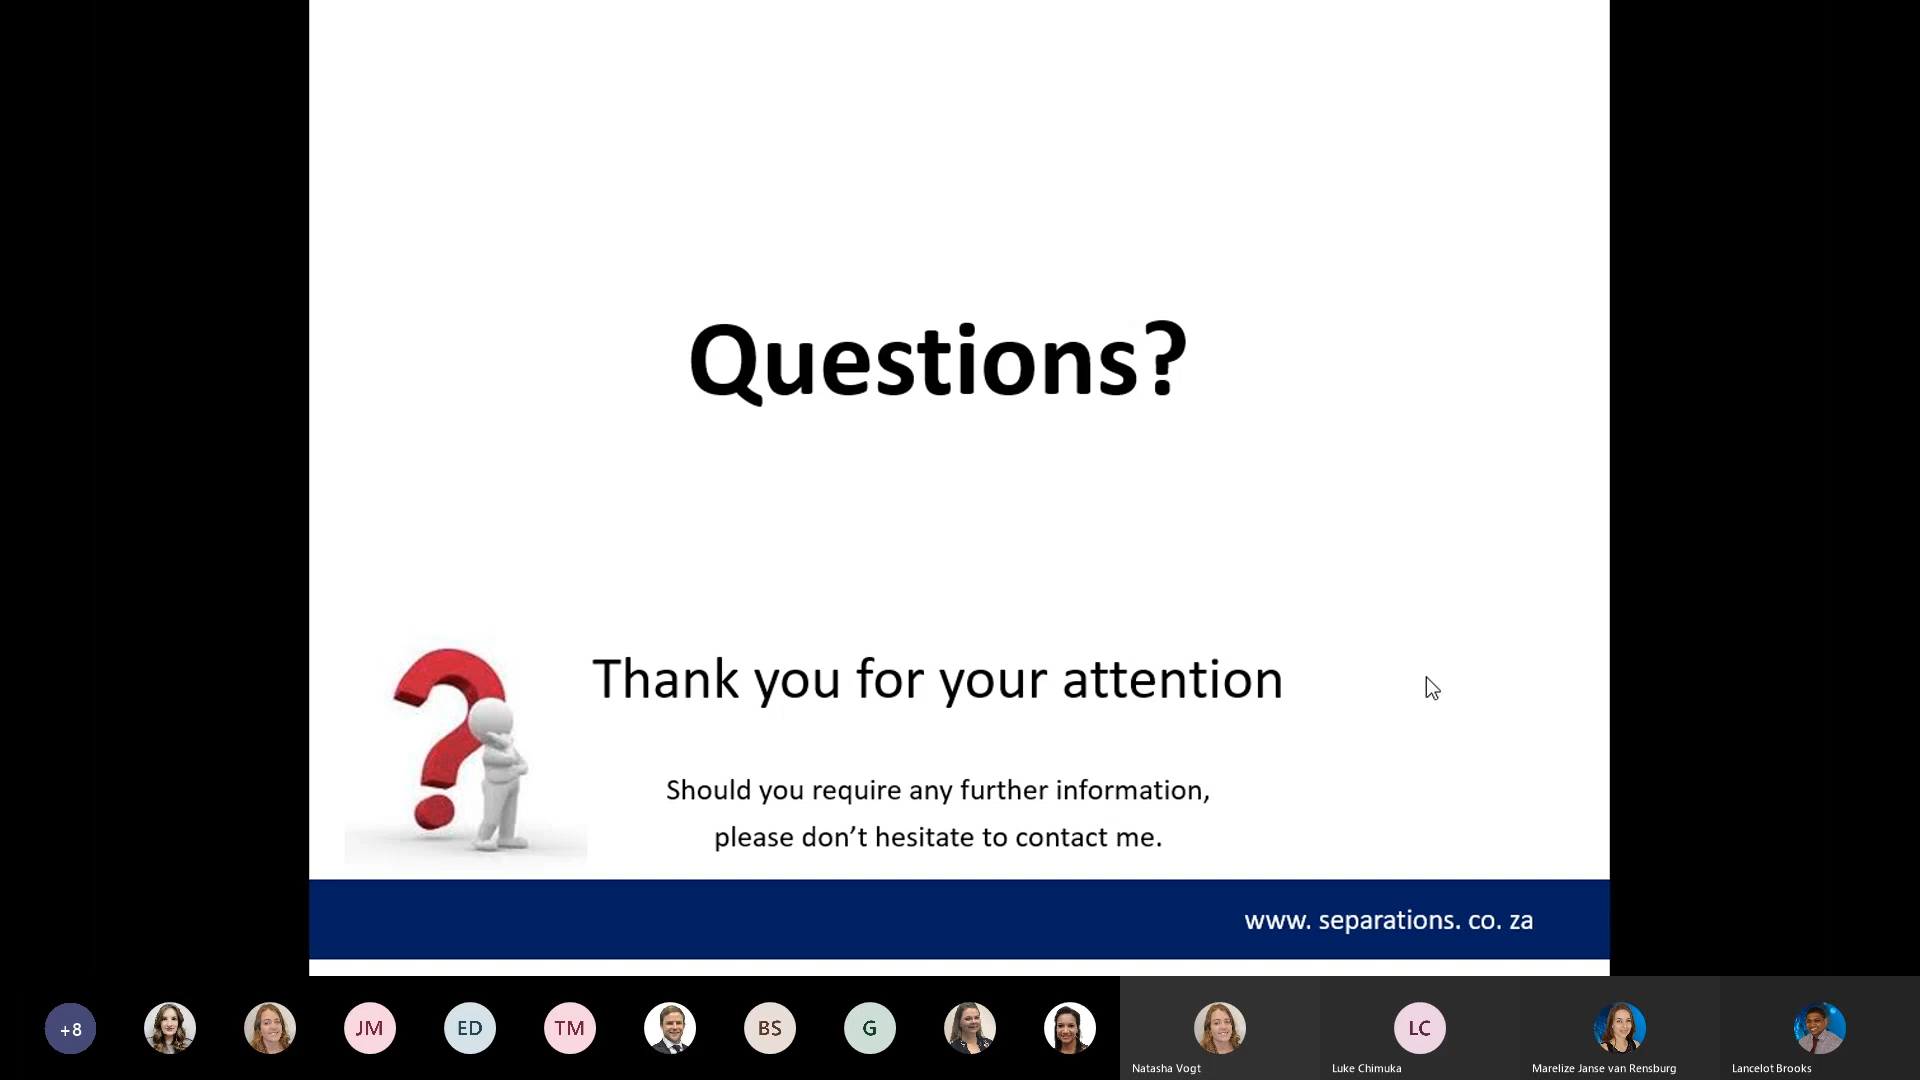 Questions?
Thank you for your attention
Should you require any further information,
please don’t hesitate to contact me.
www. separations. co. za
+8
JM
ED
TM
BS
G
LC
Natasha Vogt
Luke Chimuka
Marelize Janse van Rensburg
Lancelot Brooks